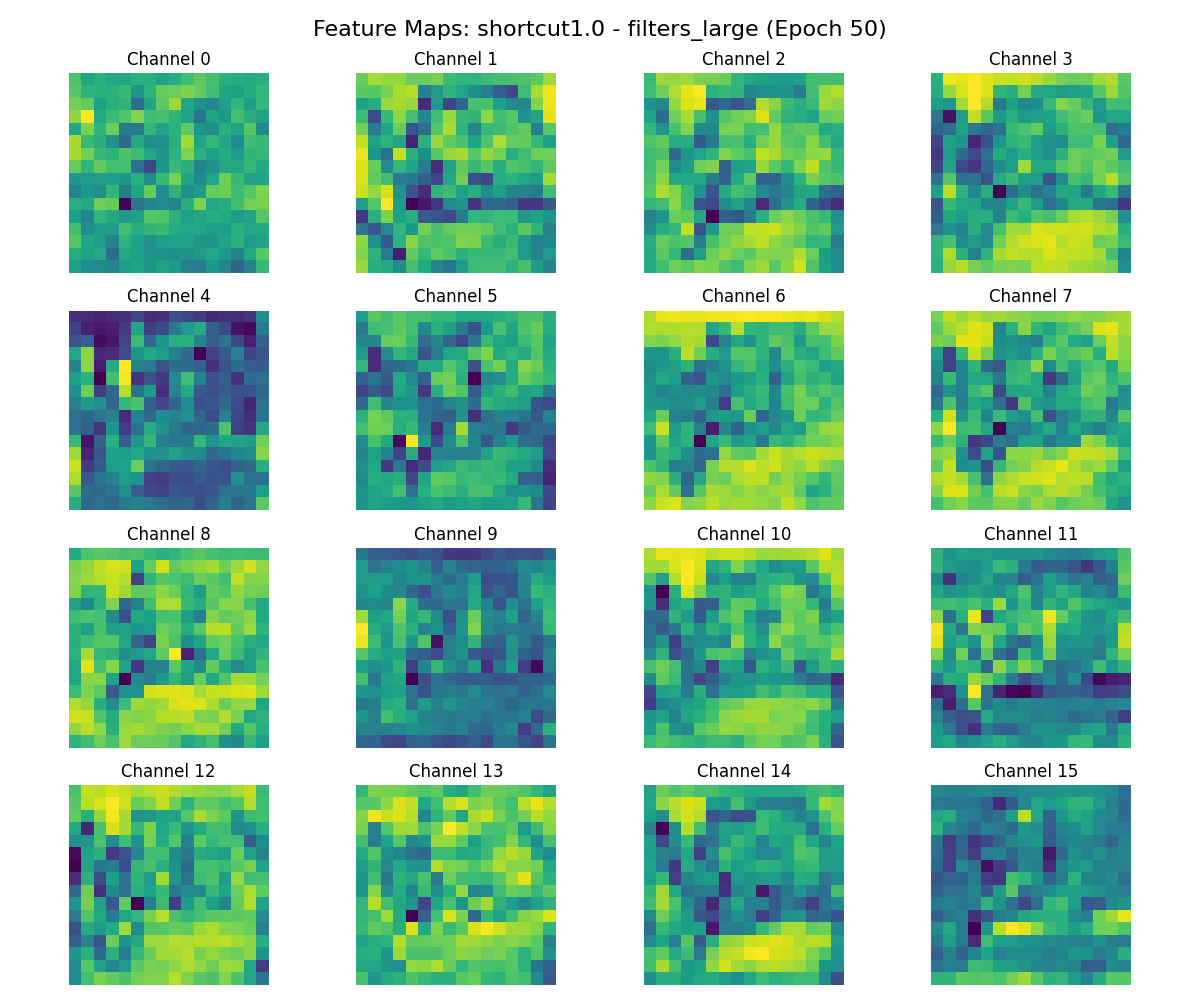 Feature Maps: shortcut1.0 - filters_large (Epoch 50)
Channel 0 Channel 1 Channel 2 Channel 3
Channel 4 Channel 5 Channel 6 Channel 7
Channel 8 Channel 9 Channel 10 Channel 11
Channel 12 Channel 13 Channel 14 Channel 15